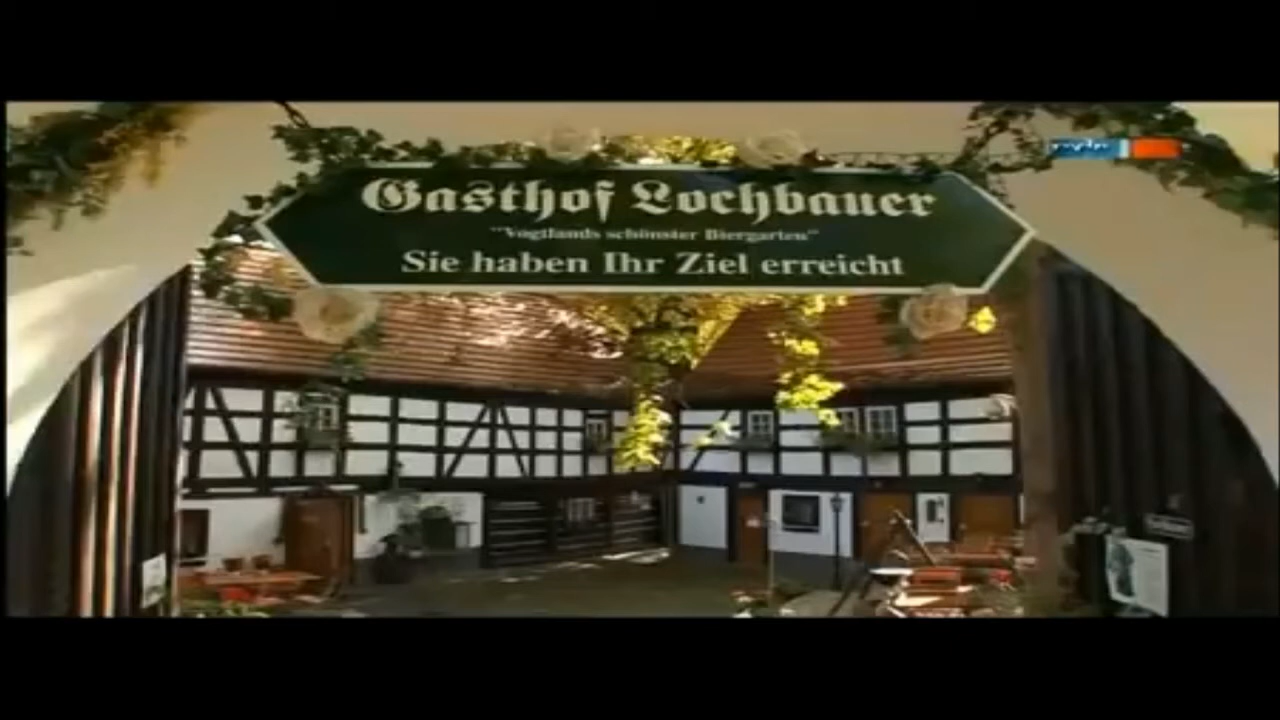 Gasthof Lochbauer
"Vogtlands schönster Biergarten"
Sie haben Ihr Ziel erreicht